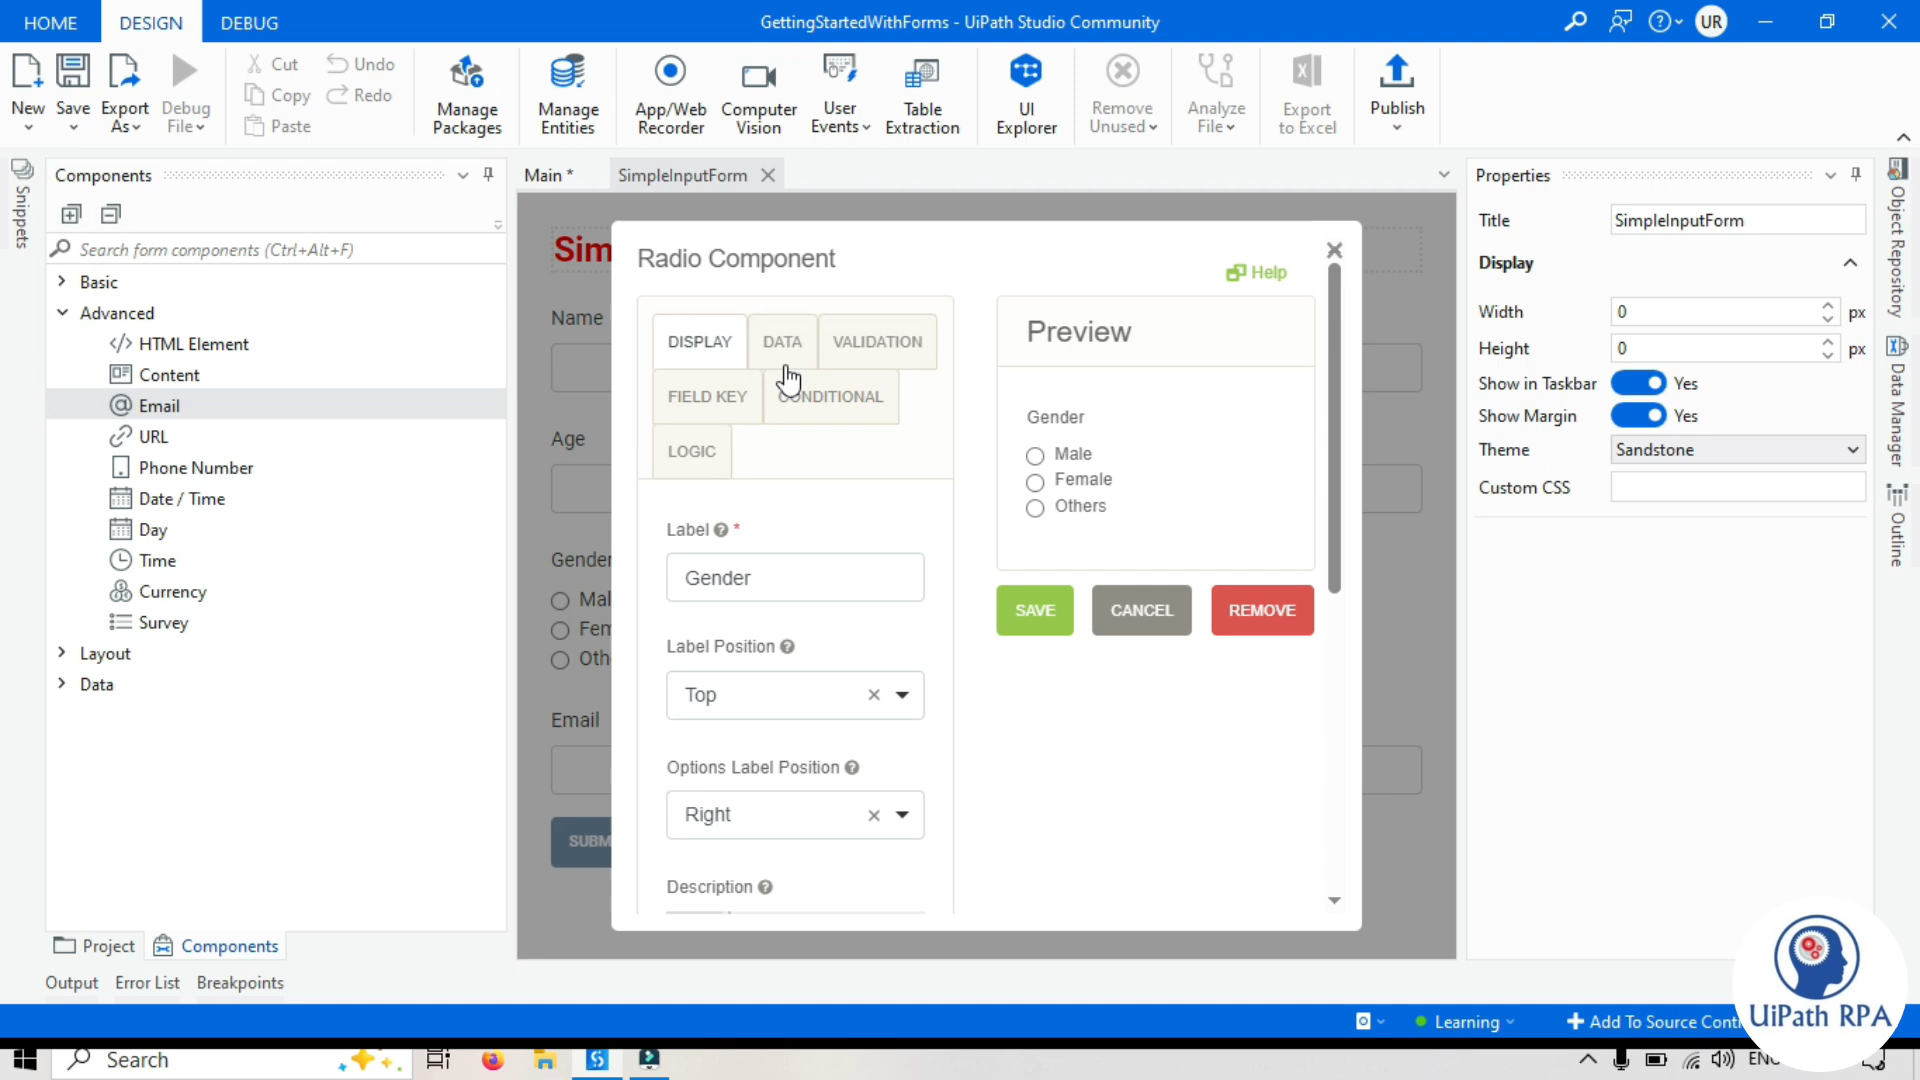 HOME DESIGN DEBUG GettingStartedWithForms - UiPath Studio Community UR
New Save Export As Debug File Cut Undo Copy Redo Paste Manage Packages Manage Entities App/Web Recorder Computer Vision User Events Table Extraction UI Explorer Remove Unused Analyze File Export to Excel Publish
Snippets
Components
Search form components (Ctrl+Alt+F)
Basic
Advanced
HTML Element
Content
Email
URL
Phone Number
Date / Time
Day
Time
Currency
Survey
Layout
Data
Project Components
Main * SimpleInputForm
Sim
Name
Age
Gender
Mal
Fem
Oth
Email
SUBM
Radio Component
Help
DISPLAY DATA VALIDATION
FIELD KEY CONDITIONAL
LOGIC
Label *
Gender
Label Position
Top
Options Label Position
Right
Description
Preview
Gender
Male
Female
Others
SAVE CANCEL REMOVE
Properties
Title SimpleInputForm
Display
Width 0 px
Height 0 px
Show in Taskbar Yes
Show Margin Yes
Theme Sandstone
Custom CSS
Object Repository
Data Manager
Outline
Output Error List Breakpoints
Learning Add To Source Cont
UiPath RPA
Search ENG